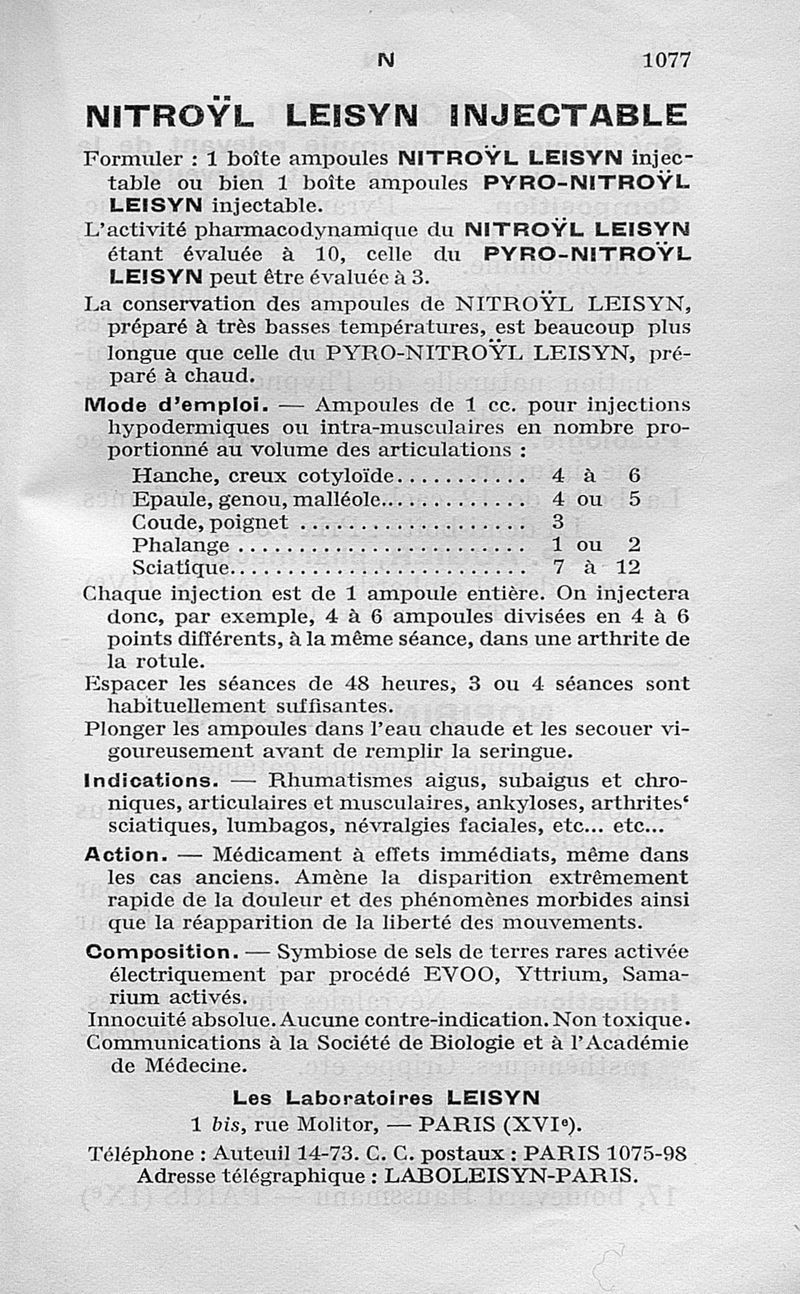 N 1077
NITROŸL LEISYN INJECTABLE
Formuler : 1 boîte ampoules NITROŸL LEISYN injec-
table ou bien 1 boîte ampoules PYRO-NITROŸL
LEISYN injectable.
L'activité pharmacodynamique du NITROŸL LEISYN
étant évaluée à 10, celle du PYRO-NITROŸL
LEISYN peut être évaluée à 3.
La conservation des ampoules de NITROŸL LEISYN,
préparé à très basses températures, est beaucoup plus
longue que celle du PYRO-NITROŸL LEISYN, pré-
paré à chaud.
Mode d'emploi. — Ampoules de 1 cc. pour injections
hypodermiques ou intra-musculaires en nombre pro-
portionné au volume des articulations :
Hanche, creux cotyloïde............ 4 à 6
Epaule, genou, malléole............. 4 ou 5
Coude, poignet .................... 3
Phalange .......................... 1 ou 2
Sciatique.......................... 7 à 12
Chaque injection est de 1 ampoule entière. On injectera
donc, par exemple, 4 à 6 ampoules divisées en 4 à 6
points différents, à la même séance, dans une arthrite de
la rotule.
Espacer les séances de 48 heures, 3 ou 4 séances sont
habituellement suffisantes.
Plonger les ampoules dans l'eau chaude et les secouer vi-
goureusement avant de remplir la seringue.
Indications. — Rhumatismes aigus, subaigus et chro-
niques, articulaires et musculaires, ankyloses, arthrites‘
sciatiques, lumbagos, névralgies faciales, etc... etc...
Action. — Médicament à effets immédiats, même dans
les cas anciens. Amène la disparition extrêmement
rapide de la douleur et des phénomènes morbides ainsi
que la réapparition de la liberté des mouvements.
Composition. — Symbiose de sels de terres rares activée
électriquement par procédé EVOO, Yttrium, Sama-
rium activés.
Innocuité absolue. Aucune contre-indication. Non toxique.
Communications à la Société de Biologie et à l'Académie
de Médecine.
Les Laboratoires LEISYN
1 bis, rue Molitor, — PARIS (XVIᵉ).
Téléphone : Auteuil 14-73. C. C. postaux : PARIS 1075-98
Adresse télégraphique : LABOLEISYN-PARIS.